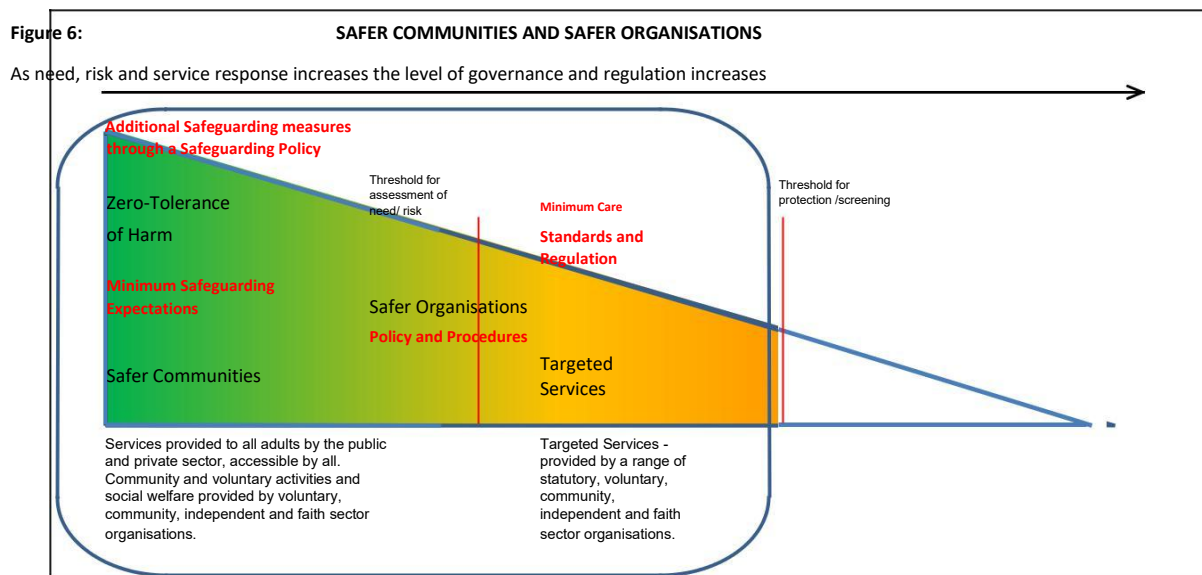 Figure 6:
SAFER COMMUNITIES AND SAFER ORGANISATIONS
As need, risk and service response increases the level of governance and regulation increases
Additional Safeguarding measures
through a Safeguarding Policy
Zero-Tolerance
of Harm
Minimum Safeguarding
Expectations
Safer Communities
Threshold for
assessment of
need/ risk
Safer Organisations
Policy and Procedures
Minimum Care
Standards and
Regulation
Targeted
Services
Threshold for
protection /screening
Services provided to all adults by the public
and private sector, accessible by all.
Community and voluntary activities and
social welfare provided by voluntary,
community, independent and faith sector
organisations.
Targeted Services -
provided by a range of
statutory, voluntary,
community,
independent and faith
sector organisations.